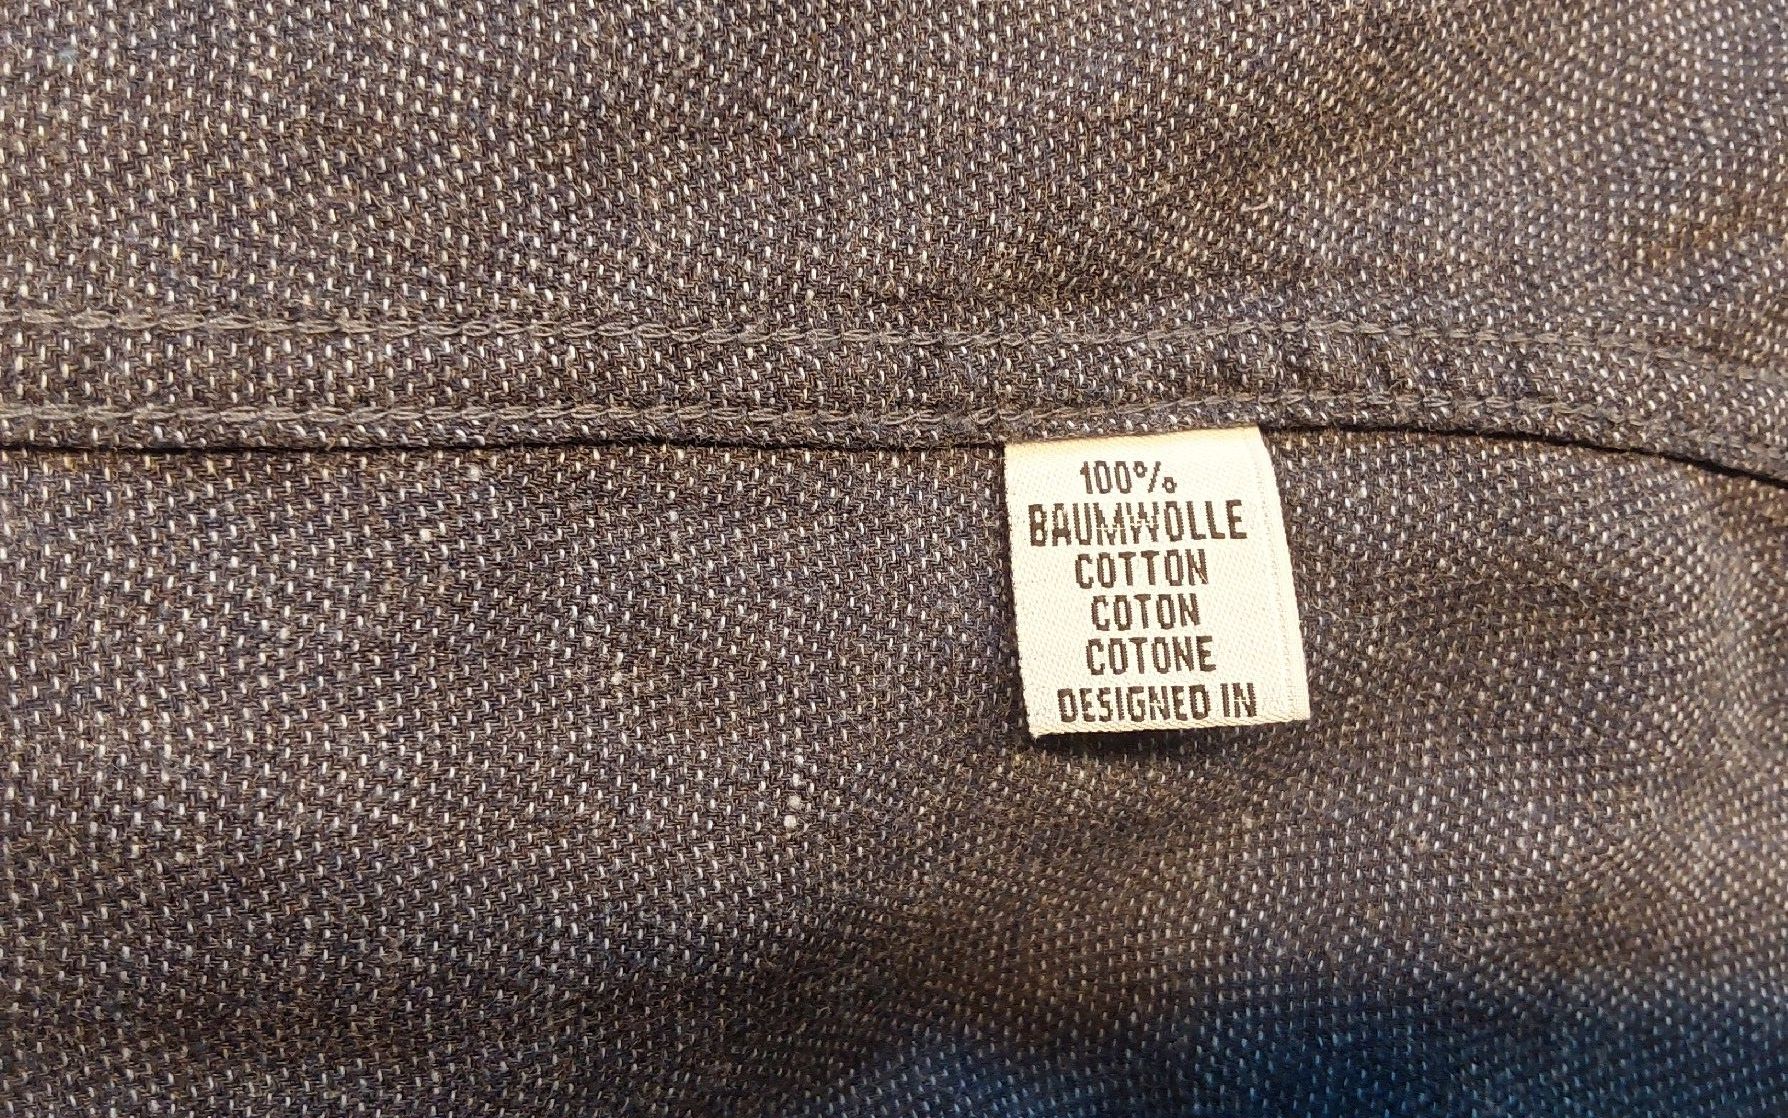 100%
BAUMWOLLE
COTTON
COTON
COTONE
DESIGNED IN